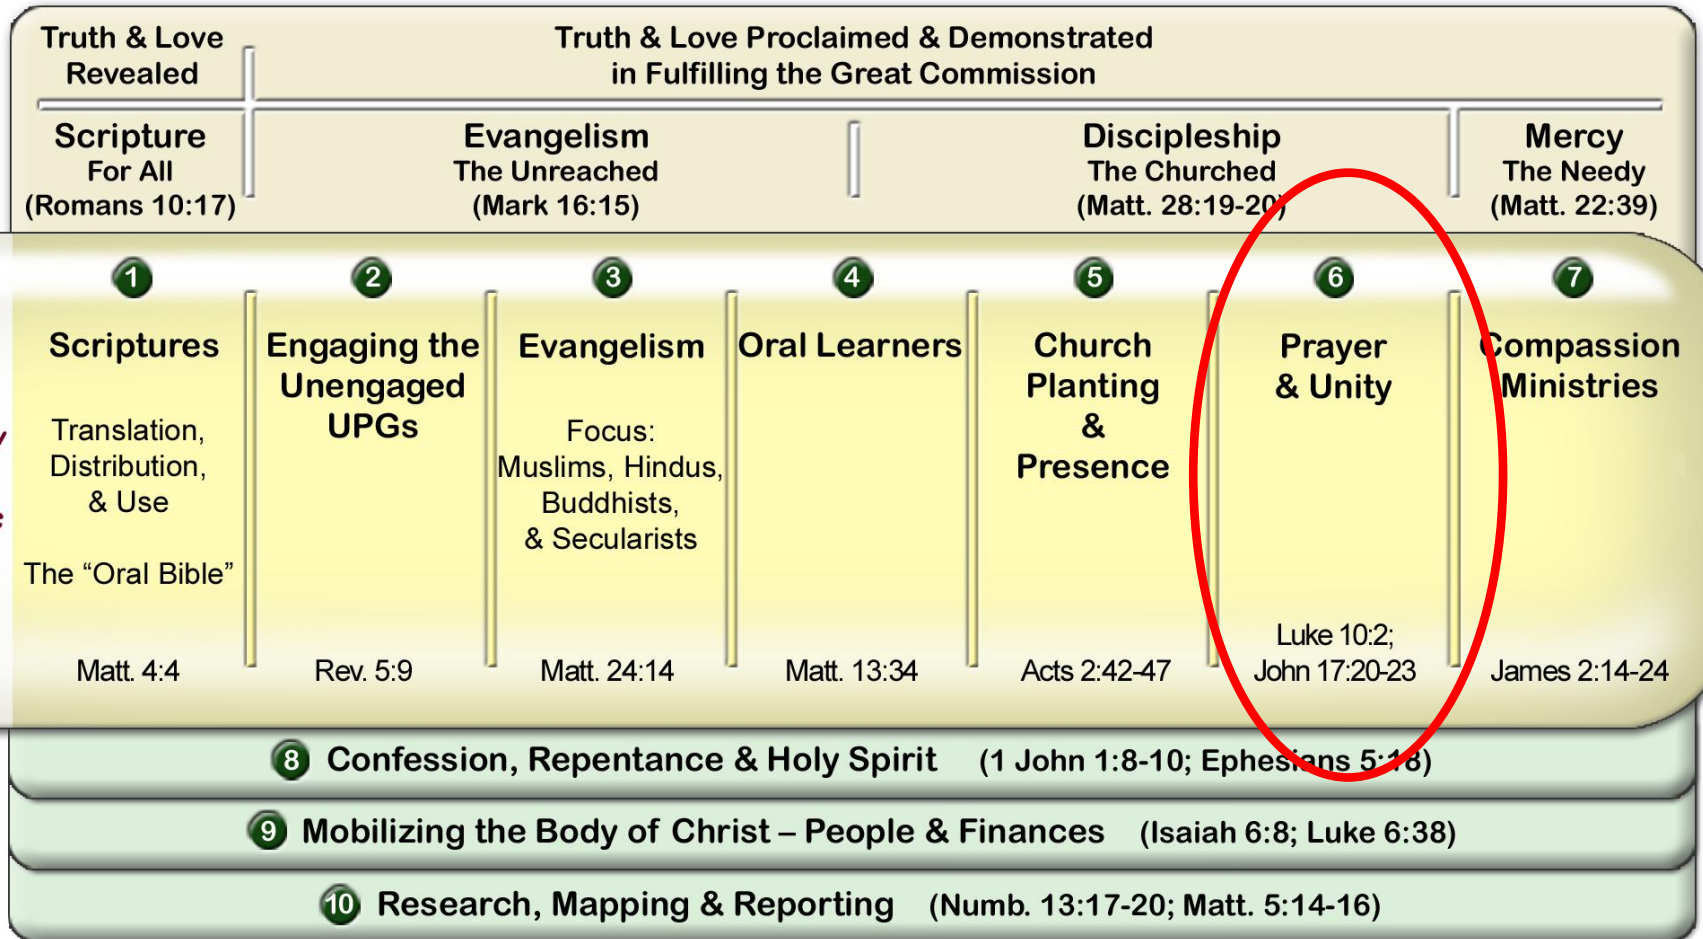 Truth & Love
Revealed
Truth & Love Proclaimed & Demonstrated
in Fulfilling the Great Commission
Scripture
For All
(Romans 10:17)
Evangelism
The Unreached
(Mark 16:15)
Discipleship
The Churched
(Matt. 28:19-20)
Mercy
The Needy
(Matt. 22:39)
1
Scriptures
Translation,
Distribution,
& Use
The “Oral Bible”
Matt. 4:4
2
Engaging the
Unengaged
UPGs
Rev. 5:9
3
Evangelism
Focus:
Muslims, Hindus,
Buddhists,
& Secularists
Matt. 24:14
4
Oral Learners
Matt. 13:34
5
Church
Planting
&
Presence
Acts 2:42-47
6
Prayer
& Unity
Luke 10:2;
John 17:20-23
7
Compassion
Ministries
James 2:14-24
8 Confession, Repentance & Holy Spirit (1 John 1:8-10; Ephesians 5:18)
9 Mobilizing the Body of Christ – People & Finances (Isaiah 6:8; Luke 6:38)
10 Research, Mapping & Reporting (Numb. 13:17-20; Matt. 5:14-16)